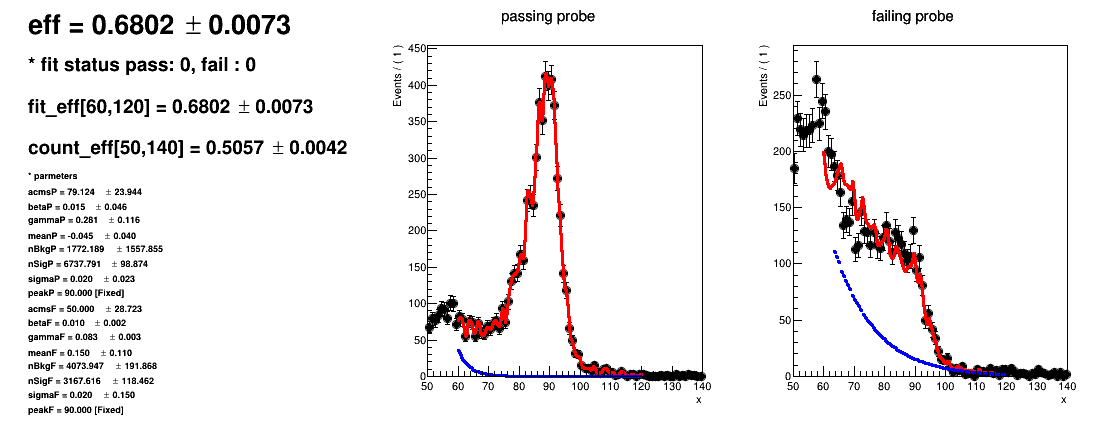 eff = 0.6802 ± 0.0073
* fit status pass: 0, fail : 0
fit_eff[60,120] = 0.6802 ± 0.0073
count_eff[50,140] = 0.5057 ± 0.0042
* parmeters
acmsP = 79.124 ± 23.944
betaP = 0.015 ± 0.046
gammaP = 0.281 ± 0.116
meanP = -0.045 ± 0.040
nBkgP = 1772.189 ± 1557.855
nSigP = 6737.791 ± 98.874
sigmaP = 0.020 ± 0.023
peakP = 90.000 [Fixed]
acmsF = 50.000 ± 28.723
betaF = 0.010 ± 0.002
gammaF = 0.083 ± 0.003
meanF = 0.150 ± 0.110
nBkgF = 4073.947 ± 191.868
nSigF = 3167.616 ± 118.462
sigmaF = 0.020 ± 0.150
peakF = 90.000 [Fixed]
passing probe
Events / ( 1 )
450
400
350
300
250
200
150
100
50
0
50 60 70 80 90 100 110 120 130 140
x
failing probe
Events / ( 1 )
250
200
150
100
50
0
50 60 70 80 90 100 110 120 130 140
x